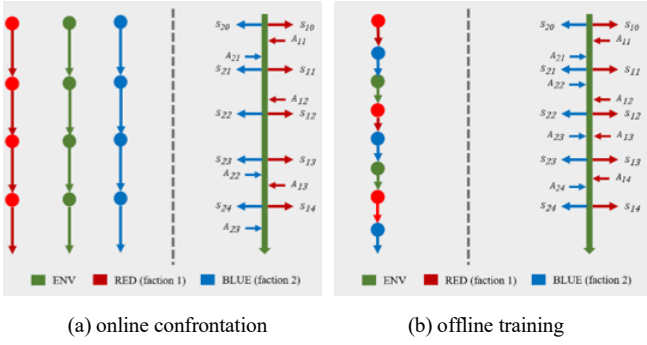 S20 S10
A11
A21
S21 S11
A12
S22 S12
S23 S13
A22
A13
S24 S14
A23
ENV RED (faction 1) BLUE (faction 2)
(a) online confrontation
S20 S10
A11
A21
S21 S11
A22
A12
S22 S12
A23 A13
S23 S13
A14
A24
S24 S14
ENV RED (faction 1) BLUE (faction 2)
(b) offline training